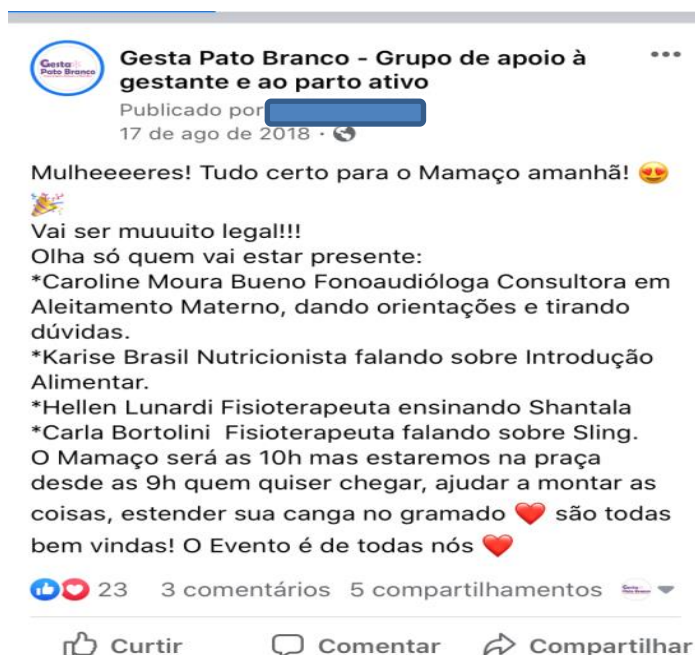 Gesta
Pato Branco
Gesta Pato Branco - Grupo de apoio à
gestante e ao parto ativo
Publicado por
17 de ago de 2018 ·
Mulheeeeres! Tudo certo para o Mamaço amanhã! 😍
🎉
Vai ser muuuito legal!!!
Olha só quem vai estar presente:
*Caroline Moura Bueno Fonoaudióloga Consultora em
Aleitamento Materno, dando orientações e tirando
dúvidas.
*Karise Brasil Nutricionista falando sobre Introdução
Alimentar.
*Hellen Lunardi Fisioterapeuta ensinando Shantala
*Carla Bortolini  Fisioterapeuta falando sobre Sling.
O Mamaço será as 10h mas estaremos na praça
desde as 9h quem quiser chegar, ajudar a montar as
coisas, estender sua canga no gramado ❤️ são todas
bem vindas! O Evento é de todas nós ❤️
23 3 comentários 5 compartilhamentos
Curtir Comentar Compartilhar